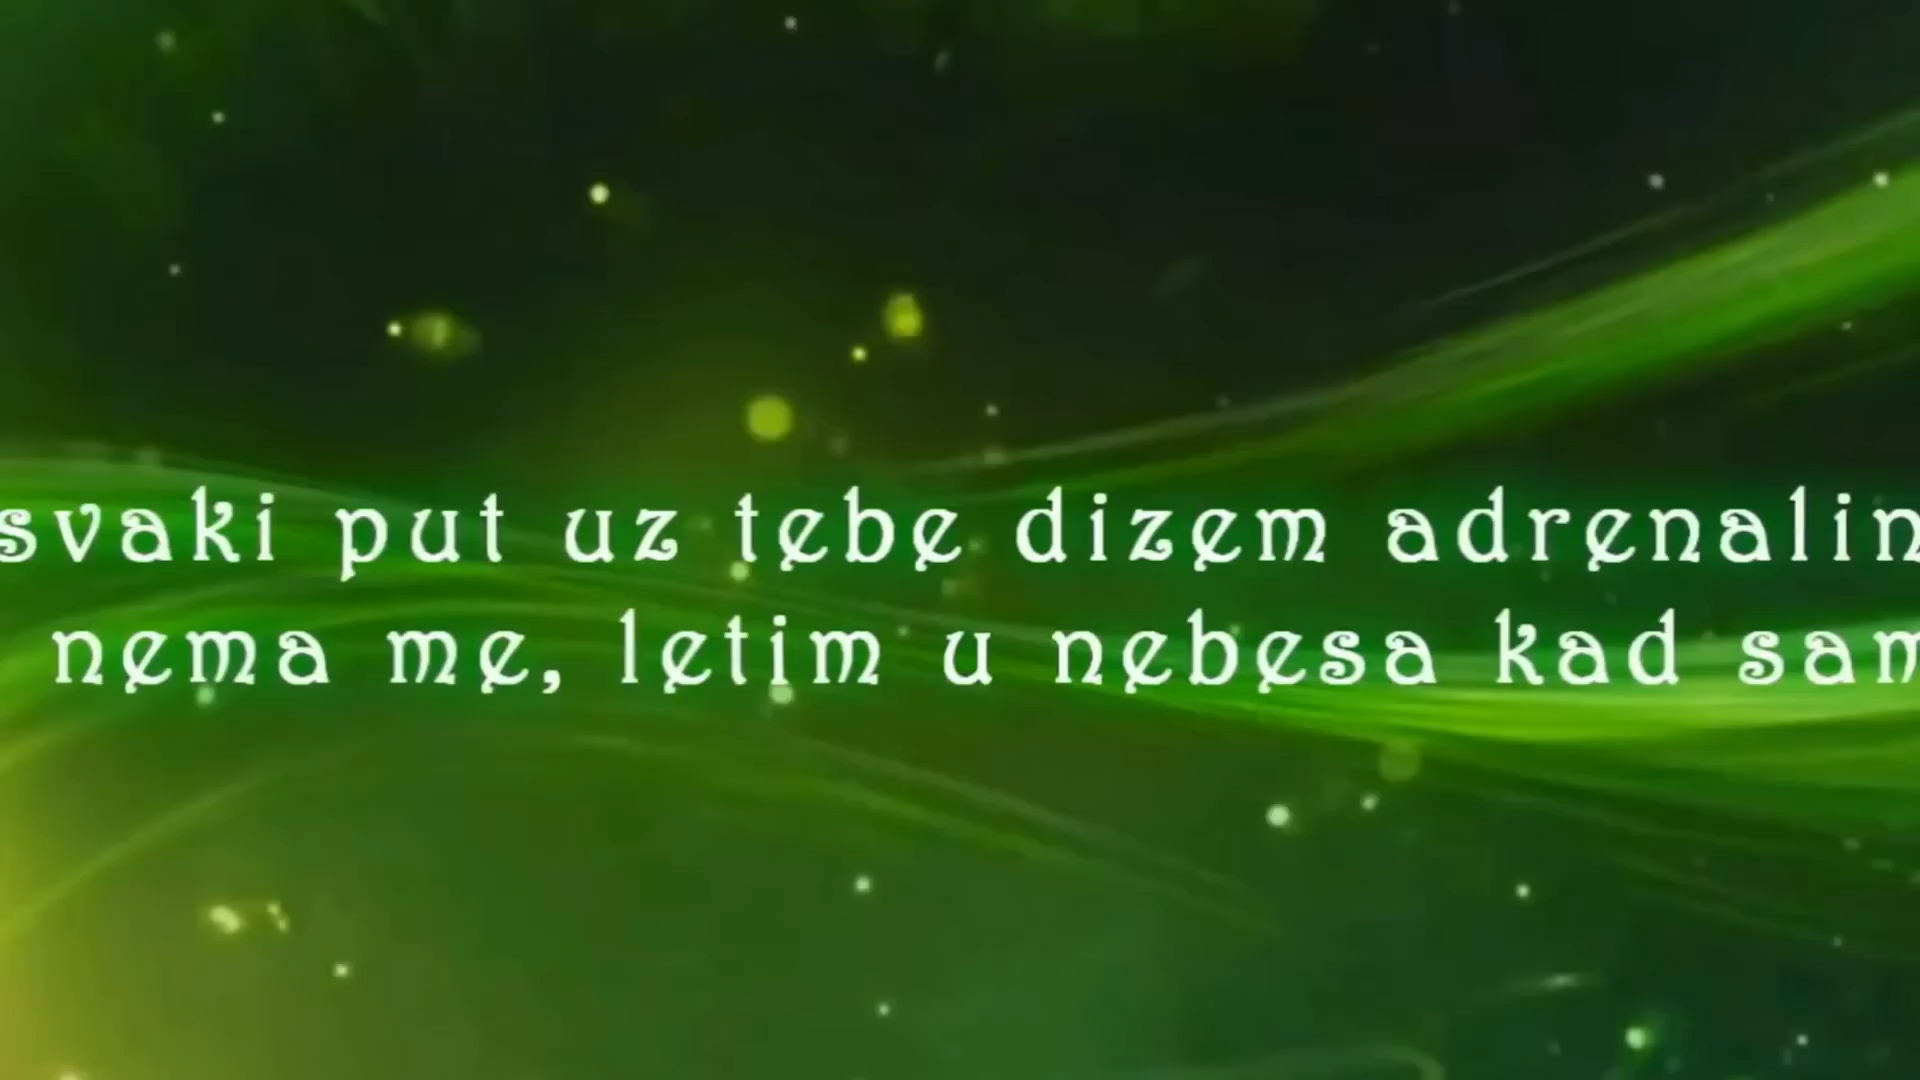 svaki put uz tebe dizem adrenalin
nema me, letim u nebesa kad sam